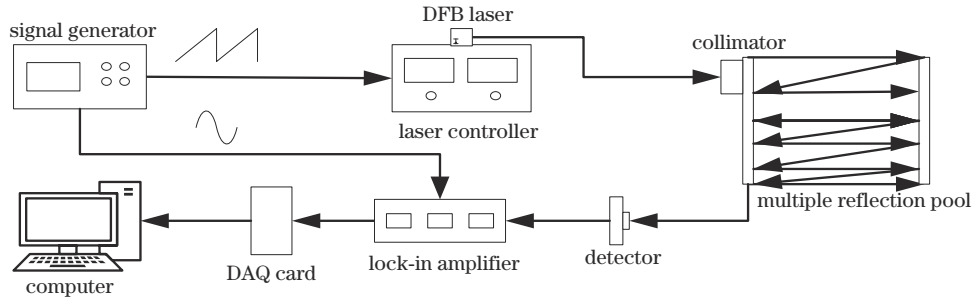 signal generator
DFB laser
collimator
laser controller
multiple reflection pool
detector
lock-in amplifier
DAQ card
computer